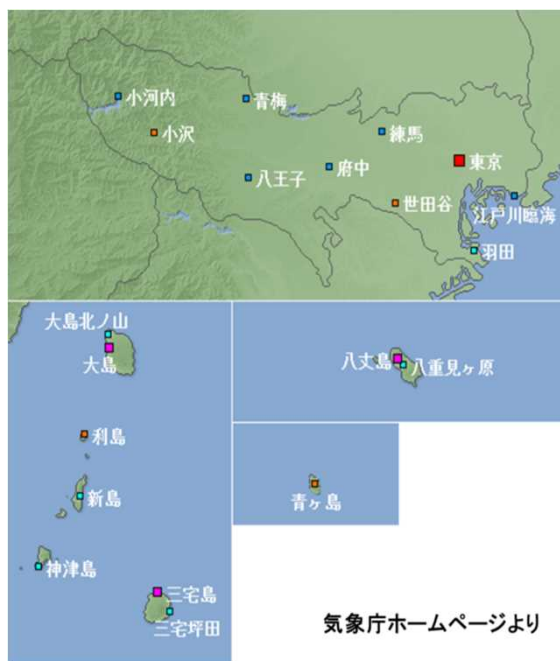 小河内
青梅
小沢
練馬
東京
八王子
府中
世田谷
江戸川臨海
羽田
大島北ノ山
大島
利島
新島
神津島
三宅島
三宅坪田
八丈島
八重見ヶ原
青ヶ島
気象庁ホームページより